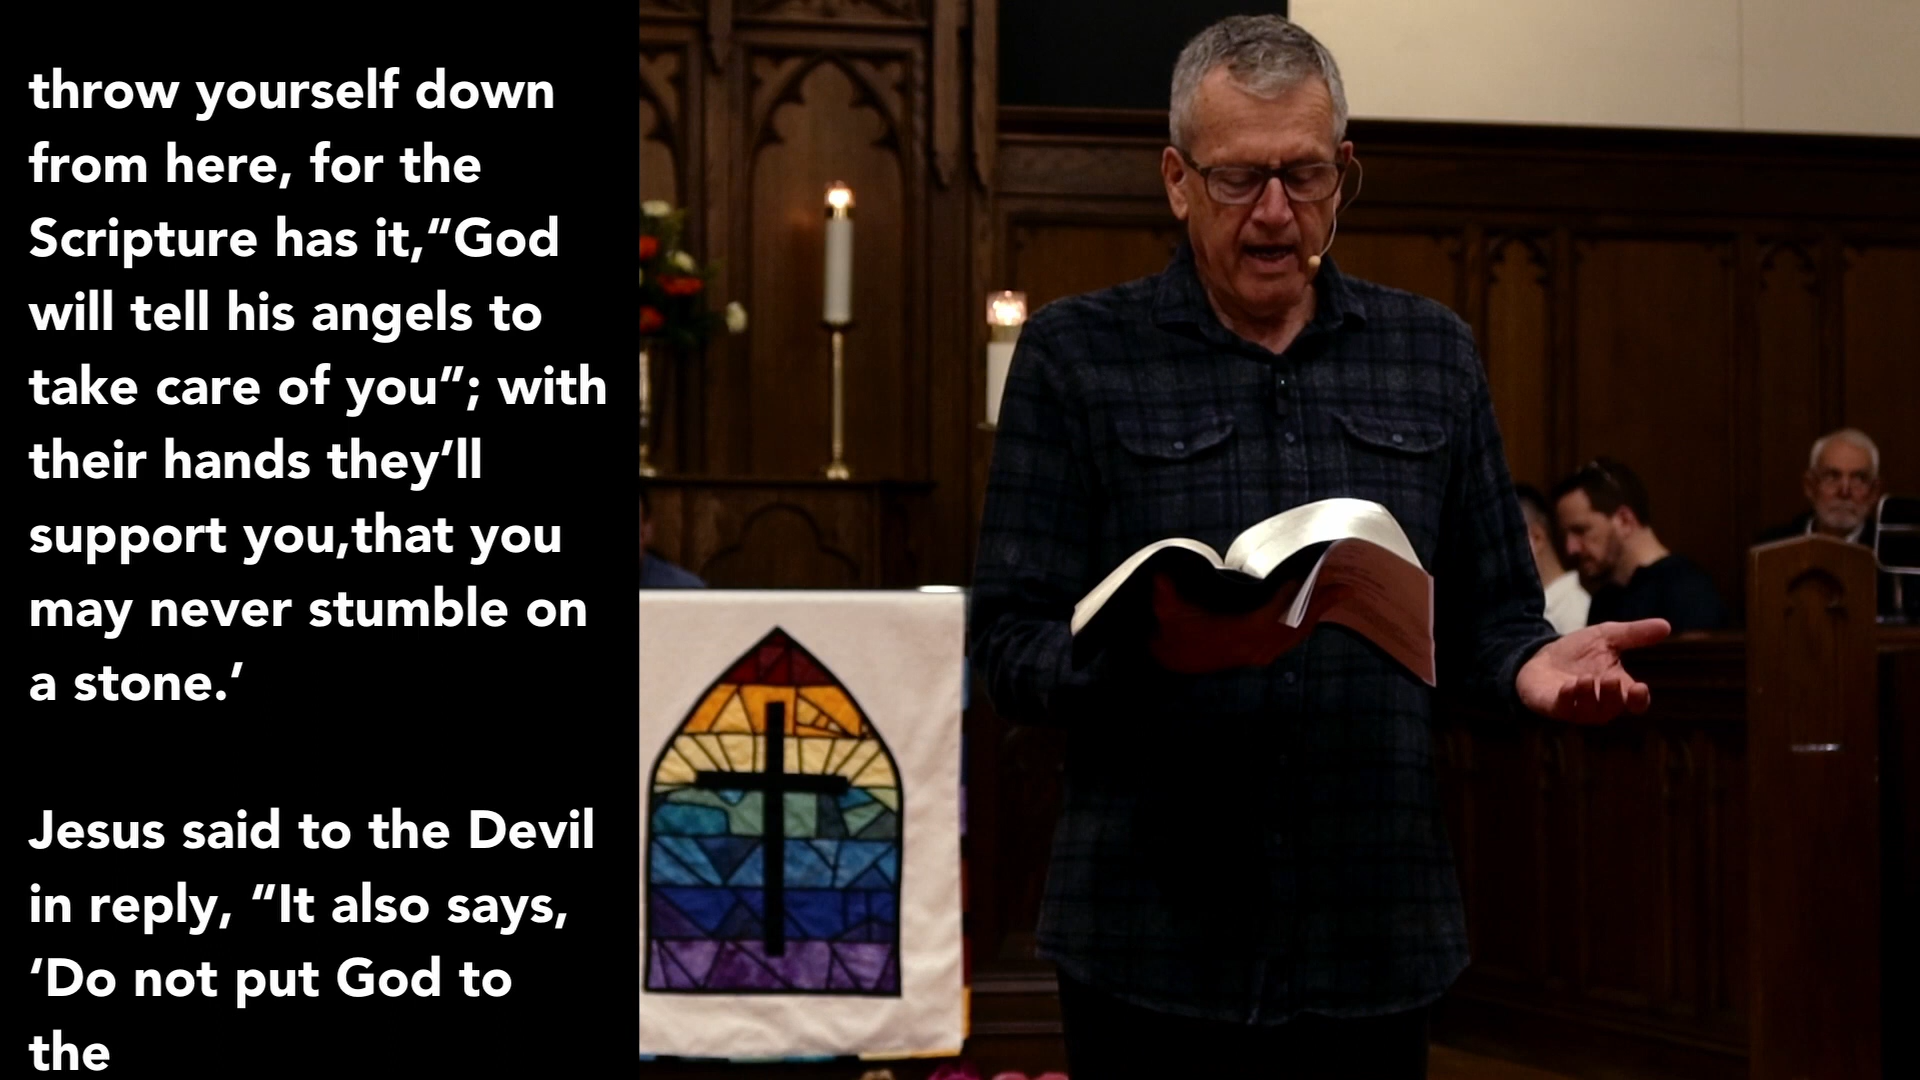 throw yourself down
from here, for the
Scripture has it,“God
will tell his angels to
take care of you”; with
their hands they’ll
support you,that you
may never stumble on
a stone.’
Jesus said to the Devil
in reply, “It also says,
‘Do not put God to
the